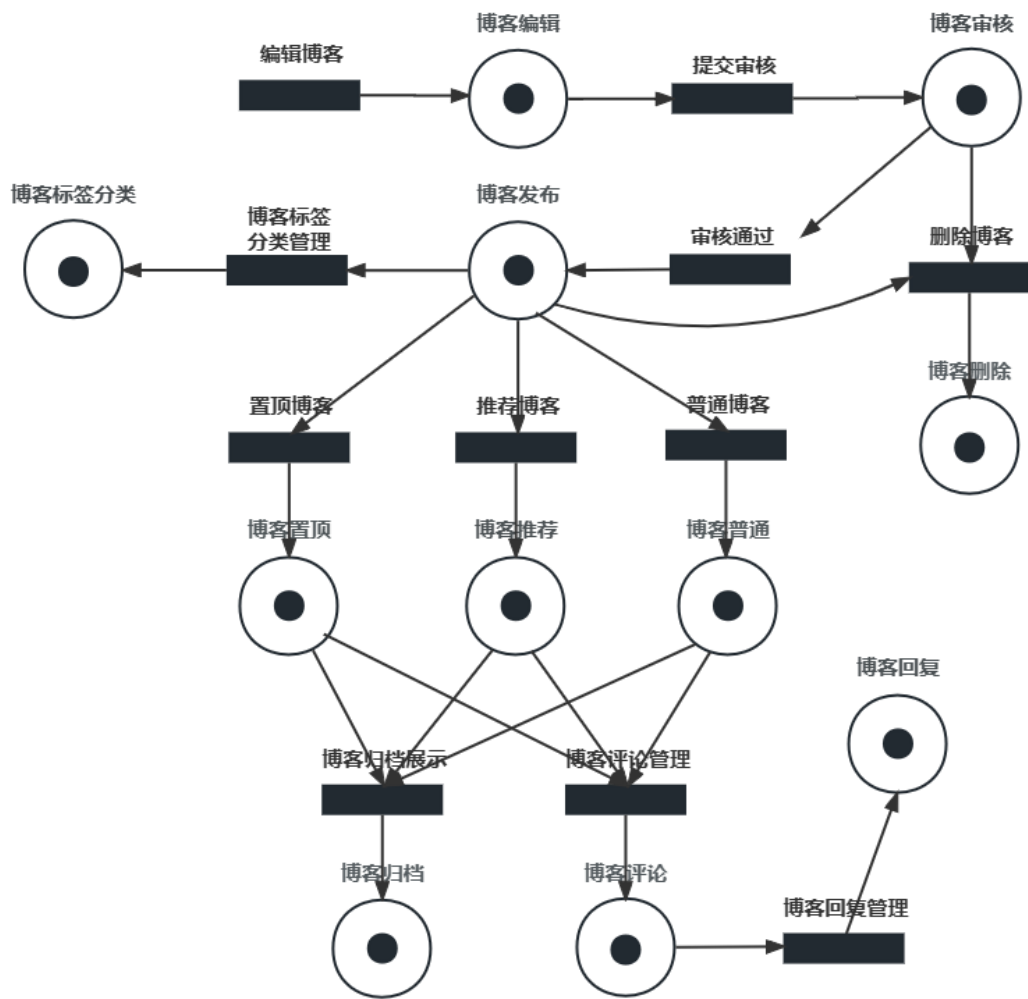 博客编辑
博客审核
编辑博客
提交审核
博客标签分类
博客标签
分类管理
博客发布
审核通过
删除博客
博客删除
置顶博客
推荐博客
普通博客
博客置顶
博客推荐
博客普通
博客回复
博客归档展示
博客评论管理
博客归档
博客评论
博客回复管理